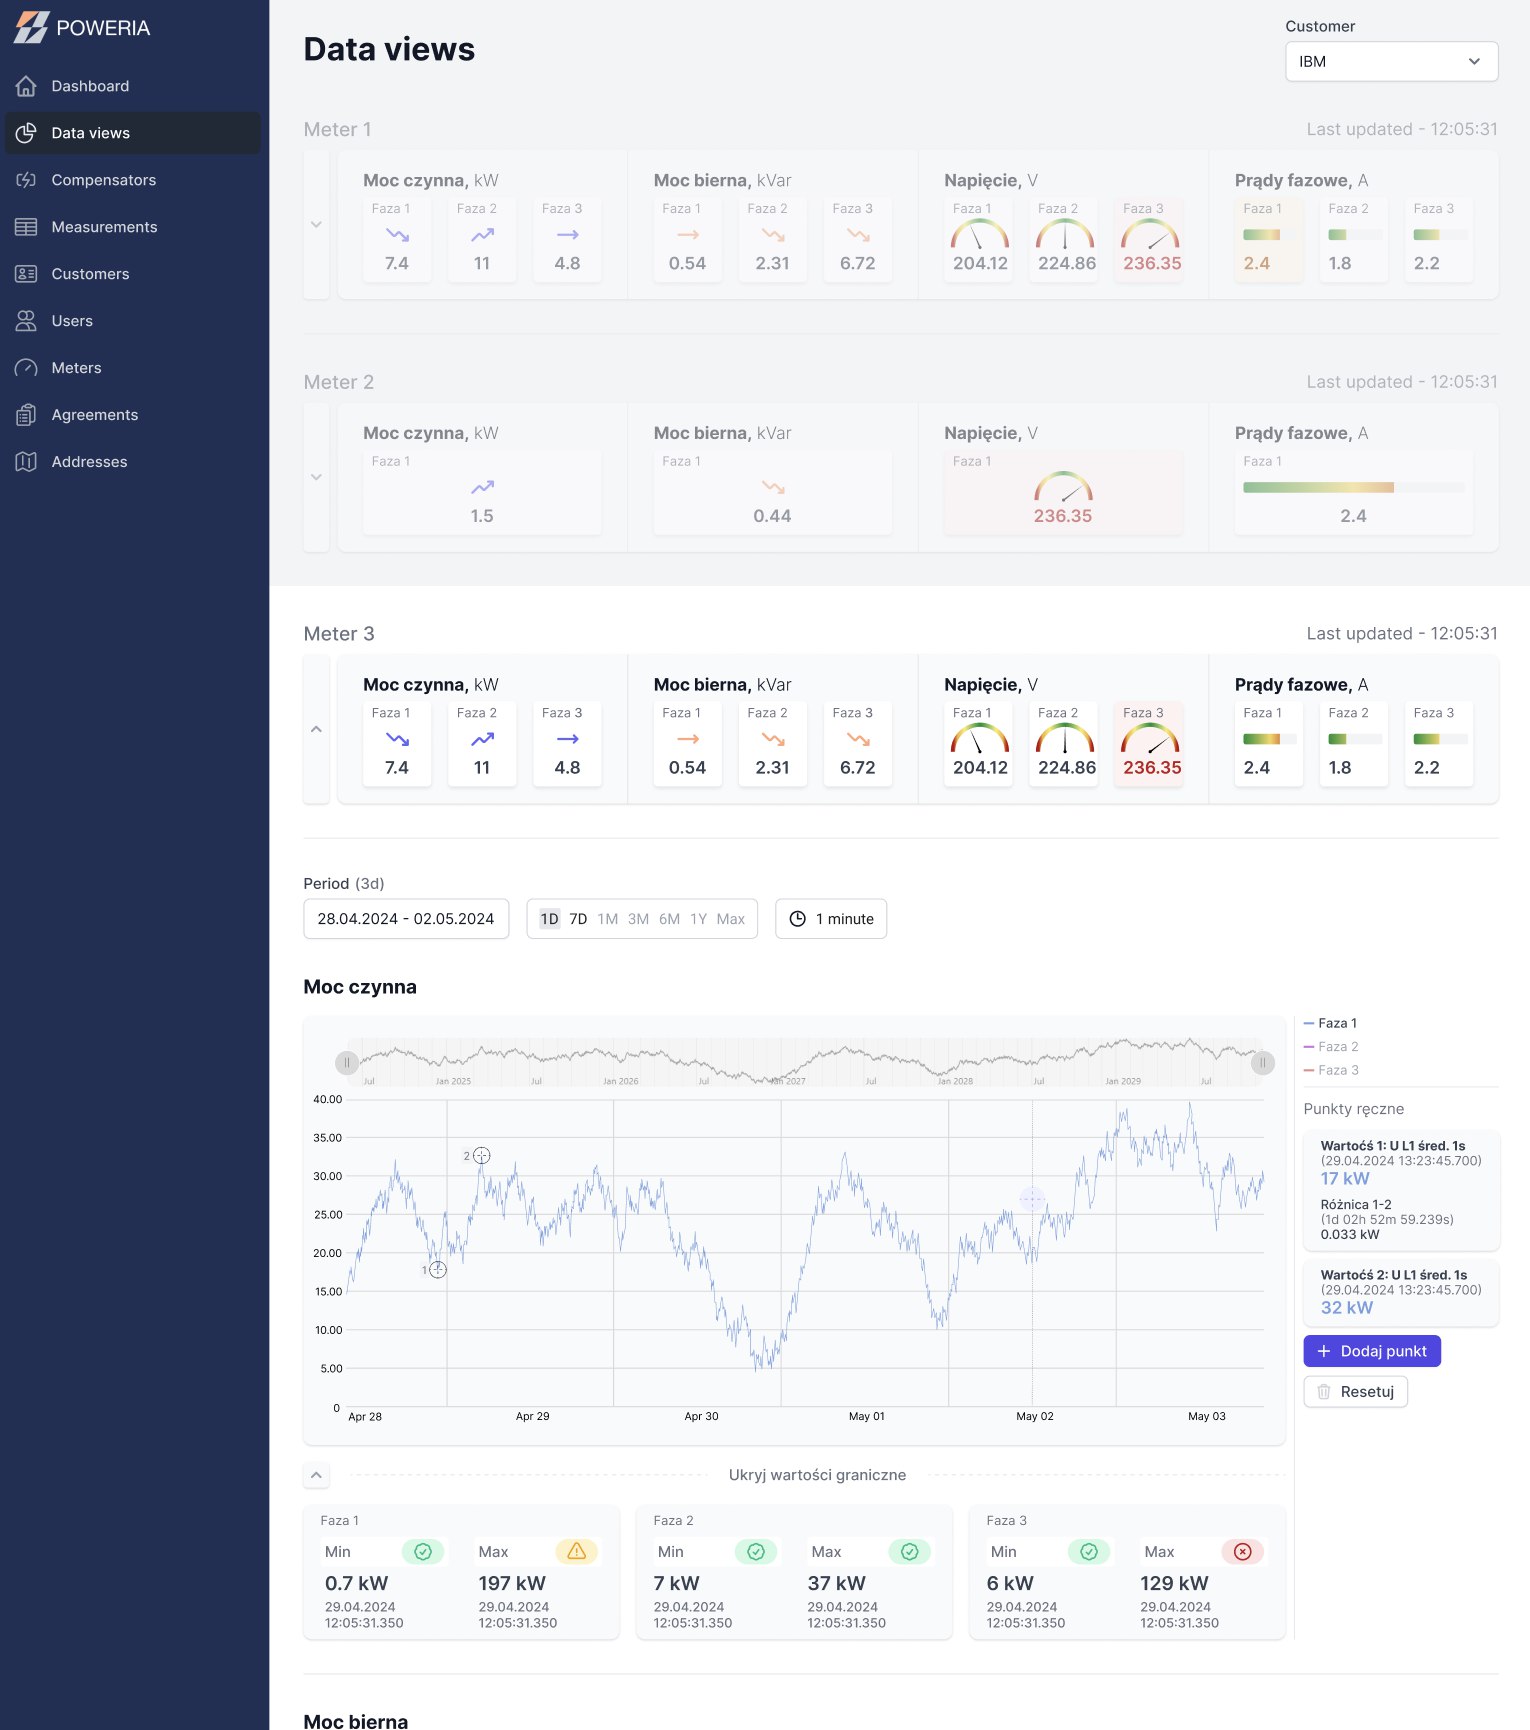 POWERIA
Dashboard
Data views
Compensators
Measurements
Customers
Users
Meters
Agreements
Addresses
Data views
Customer
IBM
Meter 1
Last updated - 12:05:31
Moc czynna, kW
Faza 1 Faza 2 Faza 3
7.4 11 4.8
Moc bierna, kVar
Faza 1 Faza 2 Faza 3
0.54 2.31 6.72
Napięcie, V
Faza 1 Faza 2 Faza 3
204.12 224.86 236.35
Prądy fazowe, A
Faza 1 Faza 2 Faza 3
2.4 1.8 2.2
Meter 2
Last updated - 12:05:31
Moc czynna, kW
Faza 1
1.5
Moc bierna, kVar
Faza 1
0.44
Napięcie, V
Faza 1
236.35
Prądy fazowe, A
Faza 1
2.4
Meter 3
Last updated - 12:05:31
Moc czynna, kW
Faza 1 Faza 2 Faza 3
7.4 11 4.8
Moc bierna, kVar
Faza 1 Faza 2 Faza 3
0.54 2.31 6.72
Napięcie, V
Faza 1 Faza 2 Faza 3
204.12 224.86 236.35
Prądy fazowe, A
Faza 1 Faza 2 Faza 3
2.4 1.8 2.2
Period (3d)
28.04.2024 - 02.05.2024
1D 7D 1M 3M 6M 1Y Max
1 minute
Moc czynna
Jul Jan 2025 Jul Jan 2026 Jul Jan 2027 Jul Jan 2028 Jul Jan 2029 Jul
40.00
35.00
30.00
25.00
20.00
15.00
10.00
5.00
0
2
1
Apr 28 Apr 29 Apr 30 May 01 May 02 May 03
Faza 1
Faza 2
Faza 3
Punkty ręczne
Wartoćś 1: U L1 śred. 1s
(29.04.2024 13:23:45.700)
17 kW
Różnica 1-2
(1d 02h 52m 59.239s)
0.033 kW
Wartoćś 2: U L1 śred. 1s
(29.04.2024 13:23:45.700)
32 kW
Dodaj punkt
Resetuj
Ukryj wartości graniczne
Faza 1
Min Max
0.7 kW 197 kW
29.04.2024 29.04.2024
12:05:31.350 12:05:31.350
Faza 2
Min Max
7 kW 37 kW
29.04.2024 29.04.2024
12:05:31.350 12:05:31.350
Faza 3
Min Max
6 kW 129 kW
29.04.2024 29.04.2024
12:05:31.350 12:05:31.350
Moc bierna